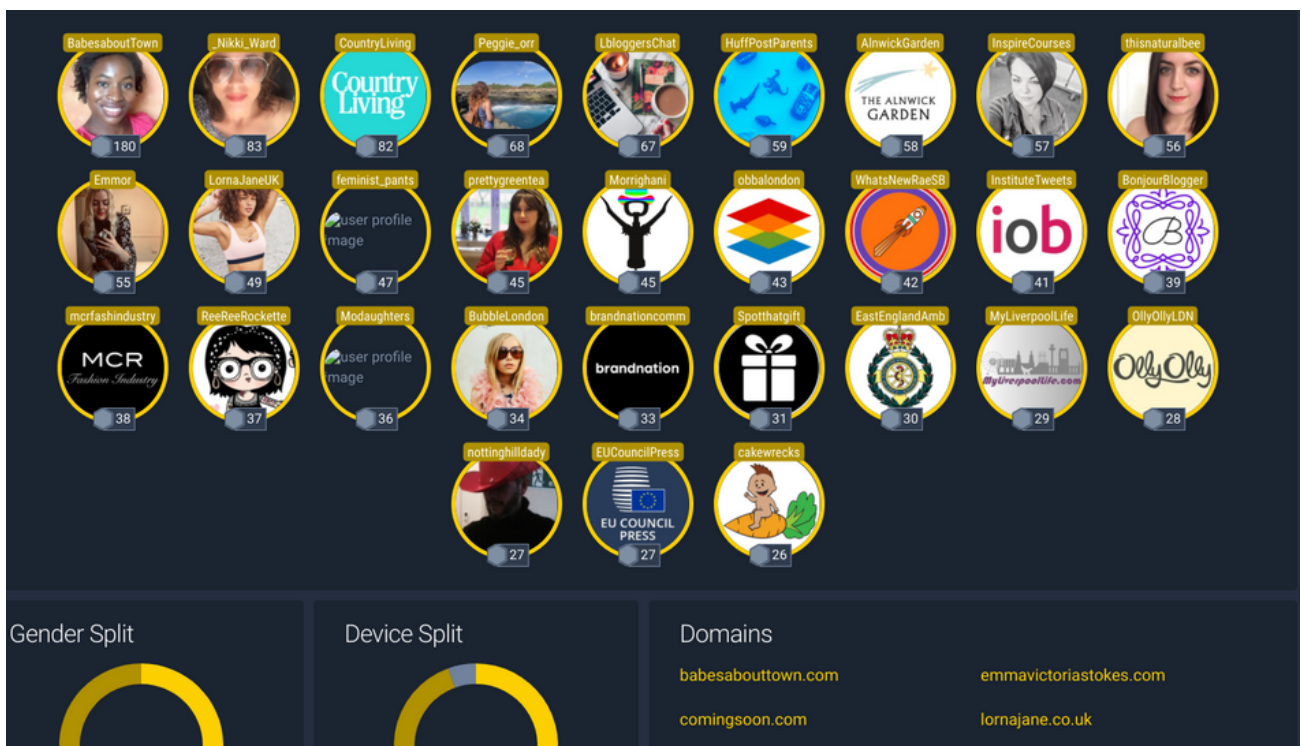 BabesaboutTown _Nikki_Ward CountryLiving Peggie_orr LbloggersChat HuffPostParents AlnwickGarden InspireCourses thisnaturalbee
Country
Living
THE ALNWICK
GARDEN
180 83 82 68 67 59 58 57 56
Emmor LornaJaneUK feminist_pants prettygreentea Morrighani obbalondon WhatsNewRaeSB InstituteTweets BonjourBlogger
user profile
image
iob
B
55 49 47 45 45 43 42 41 39
mcrfashindustry ReeReeRockette Modaughters BubbleLondon brandnationcomm Spotthatgift EastEnglandAmb MyLiverpoolLife OllyOllyLDN
MCR
Fashion Industry
user profile
image
brandnation
MyLiverpoolLife.com
OllyOlly
38 37 36 34 33 31 30 29 28
nottinghilldady EUCouncilPress cakewrecks
EU COUNCIL
PRESS
27 27 26
Gender Split Device Split Domains
babesabouttown.com emmavictoriastokes.com
comingsoon.com lornajane.co.uk